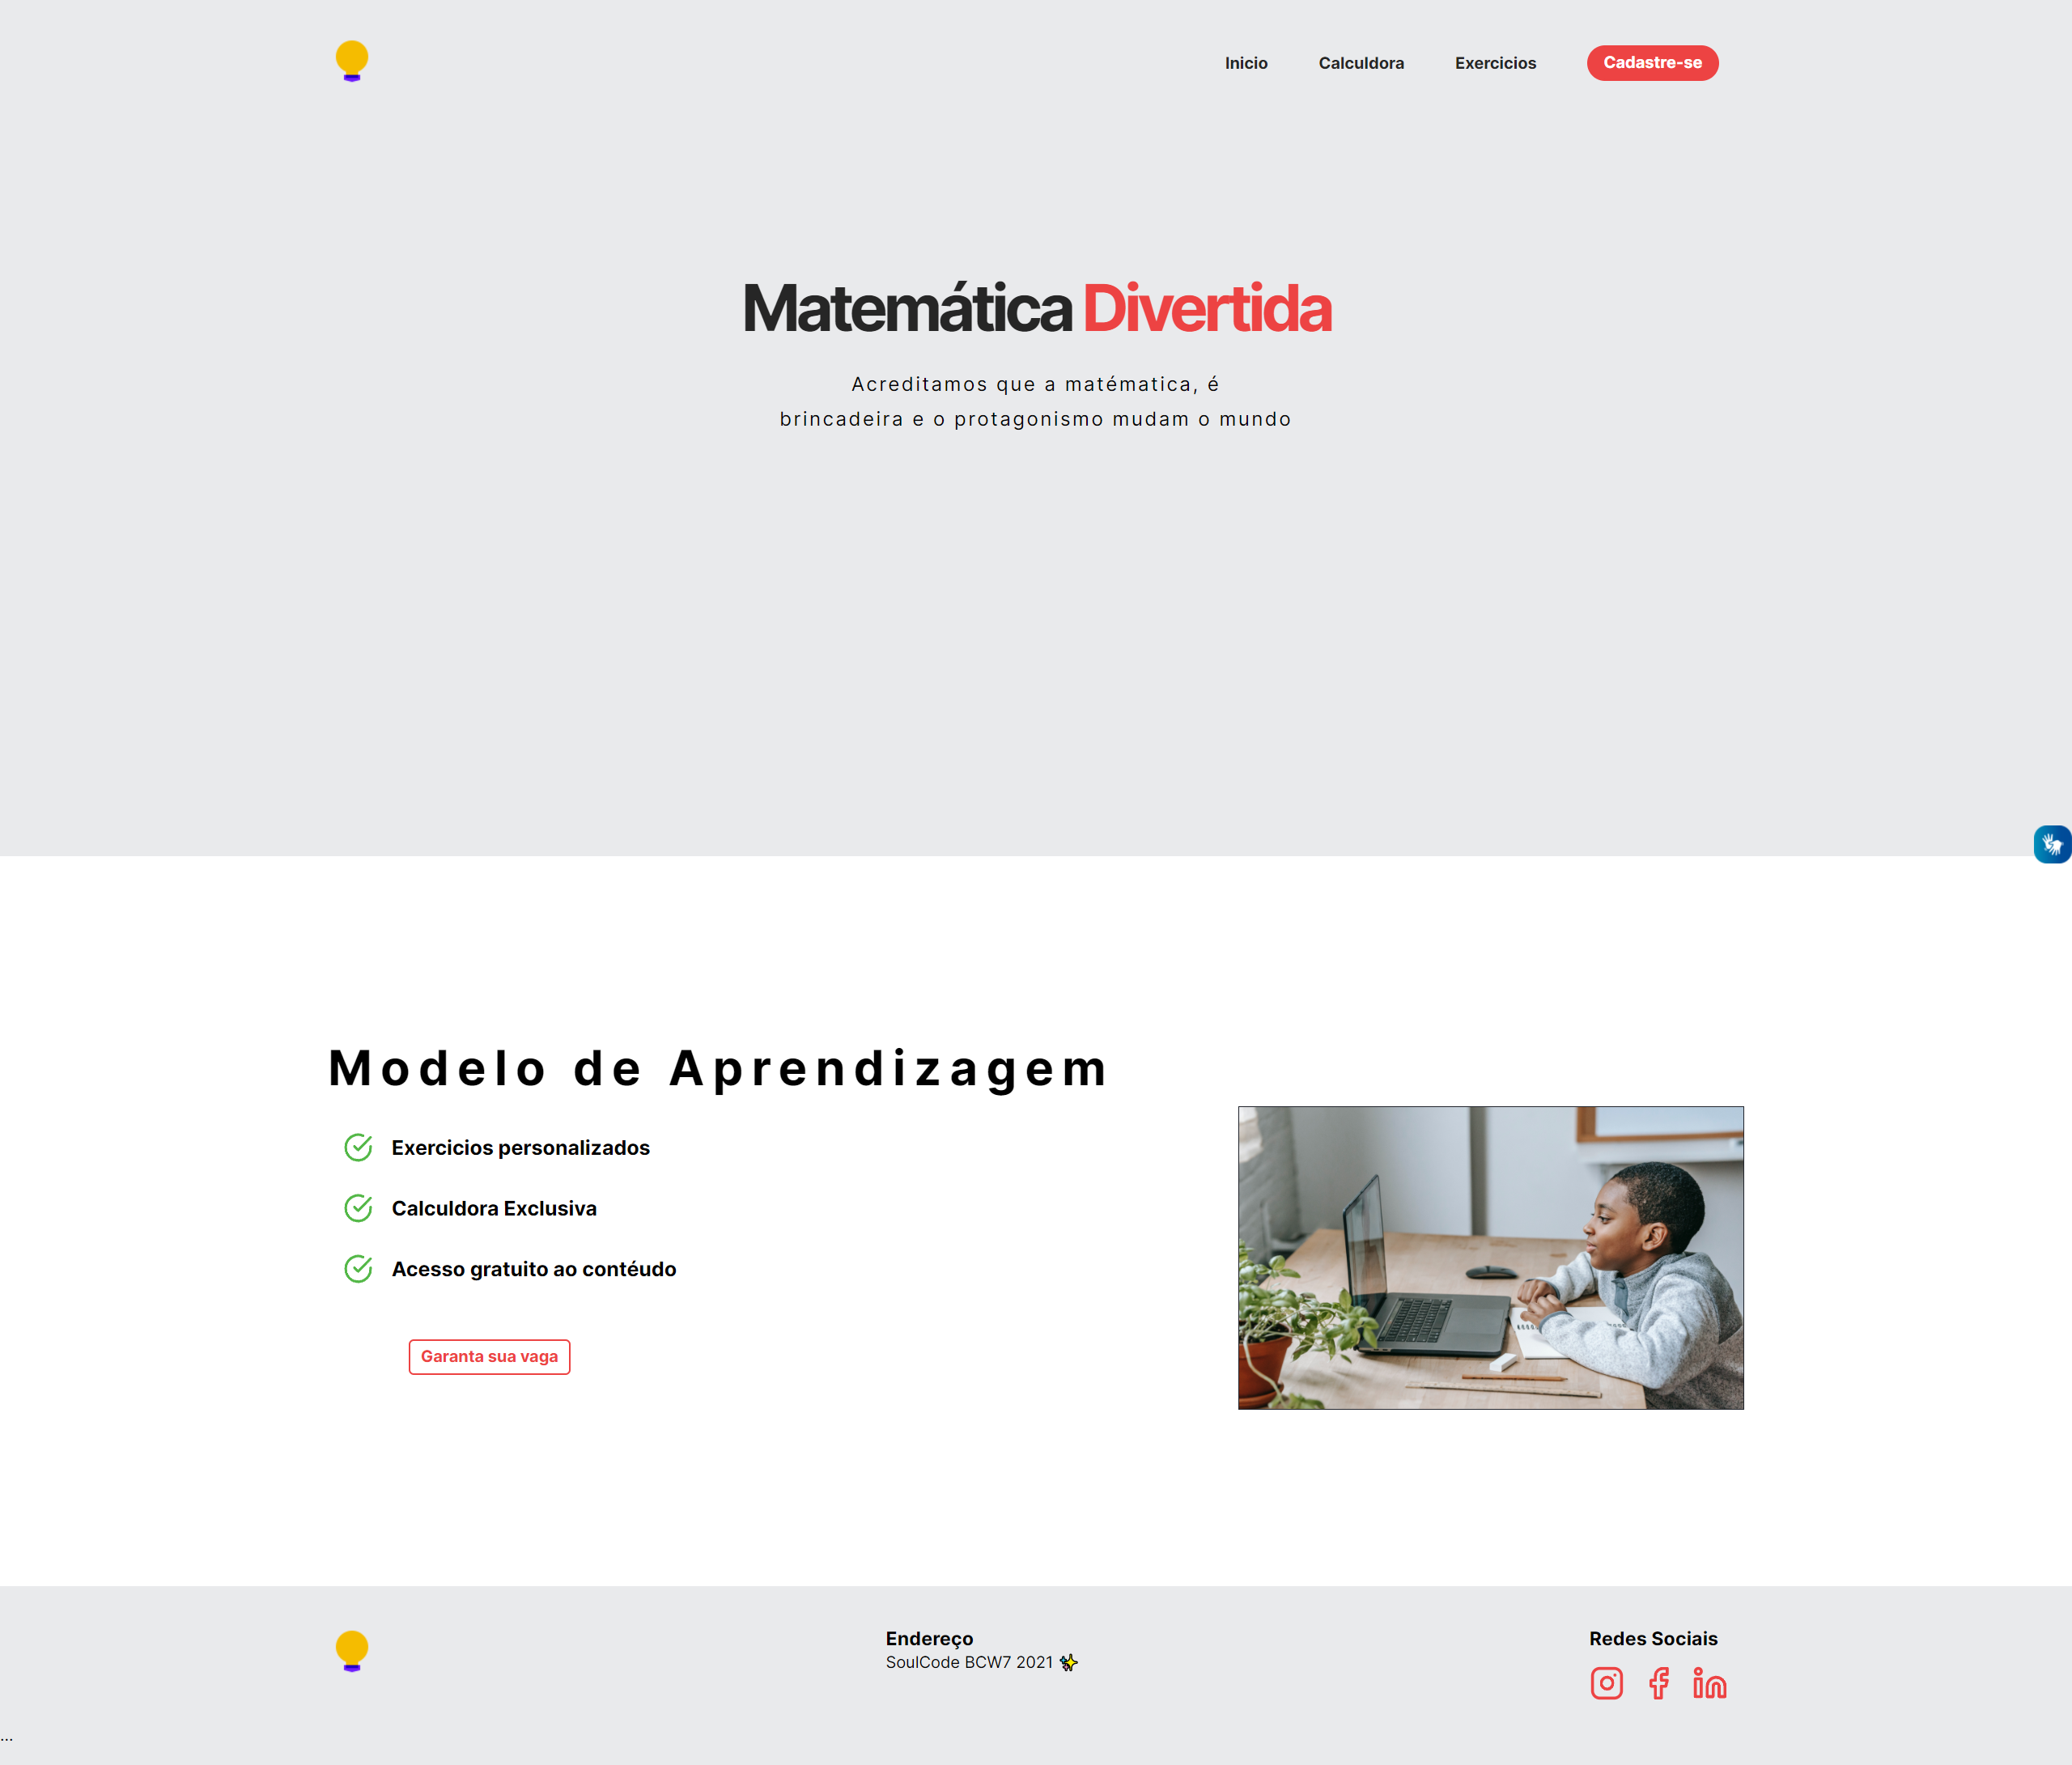 Inicio Calculdora Exercicios Cadastre-se
Matemática Divertida
Acreditamos que a matématica, é
brincadeira e o protagonismo mudam o mundo
Modelo de Aprendizagem
Exercicios personalizados
Calculdora Exclusiva
Acesso gratuito ao contéudo
Garanta sua vaga
Endereço
SoulCode BCW7 2021 ✨
Redes Sociais
...